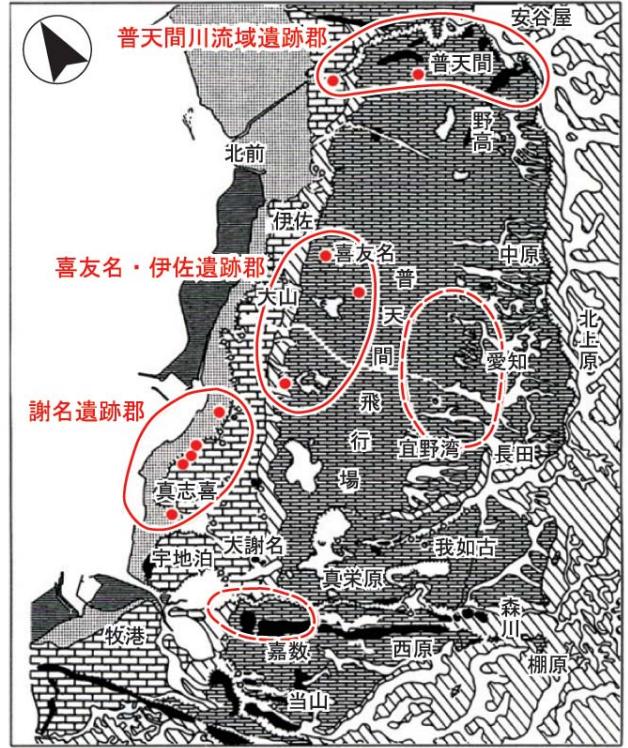 安谷屋
普天間川流域遺跡郡
普天間
野高
北前
伊佐
喜友名・伊佐遺跡郡
喜友名
中原
大山
普天間飛行場
北上原
愛知
謝名遺跡郡
宜野湾
長田
真志喜
宇地泊
大謝名
我如古
真栄原
森川
牧港
嘉数
西原
棚原
当山